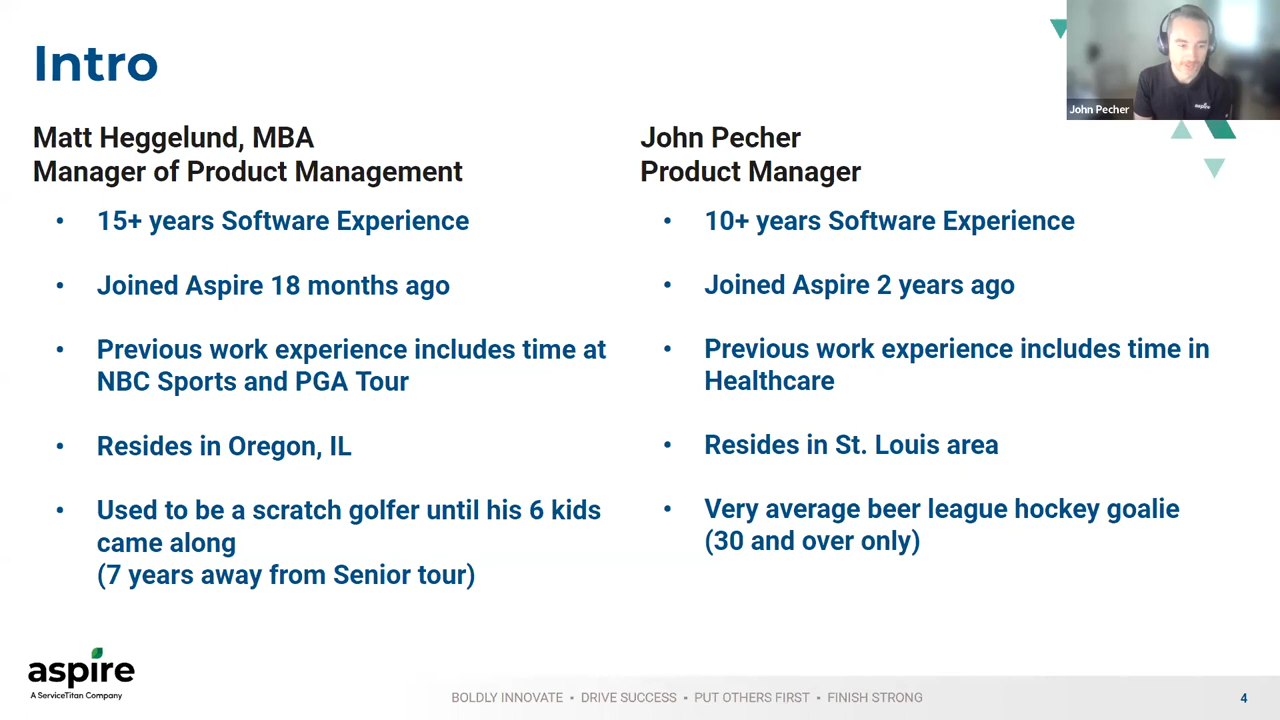 Intro
aspire
John Pecher
Matt Heggelund, MBA
Manager of Product Management
• 15+ years Software Experience
• Joined Aspire 18 months ago
• Previous work experience includes time at
NBC Sports and PGA Tour
• Resides in Oregon, IL
• Used to be a scratch golfer until his 6 kids
came along
(7 years away from Senior tour)
John Pecher
Product Manager
• 10+ years Software Experience
• Joined Aspire 2 years ago
• Previous work experience includes time in
Healthcare
• Resides in St. Louis area
• Very average beer league hockey goalie
(30 and over only)
aspire
A ServiceTitan Company
BOLDLY INNOVATE • DRIVE SUCCESS • PUT OTHERS FIRST • FINISH STRONG
4